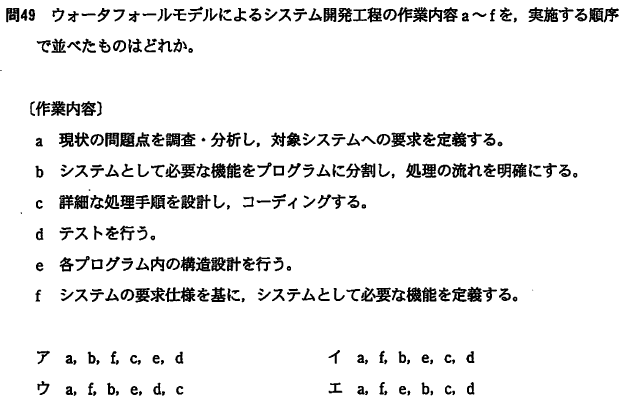 問49 ウォータフォールモデルによるシステム開発工程の作業内容 a～f を，実施する順序
で並べたものはどれか。
〔作業内容〕
a 現状の問題点を調査・分析し，対象システムへの要求を定義する。
b システムとして必要な機能をプログラムに分割し，処理の流れを明確にする。
c 詳細な処理手順を設計し，コーディングする。
d テストを行う。
e 各プログラム内の構造設計を行う。
f システムの要求仕様を基に，システムとして必要な機能を定義する。
ア a, b, f, c, e, d イ a, f, b, e, c, d
ウ a, f, b, e, d, c エ a, f, e, b, c, d